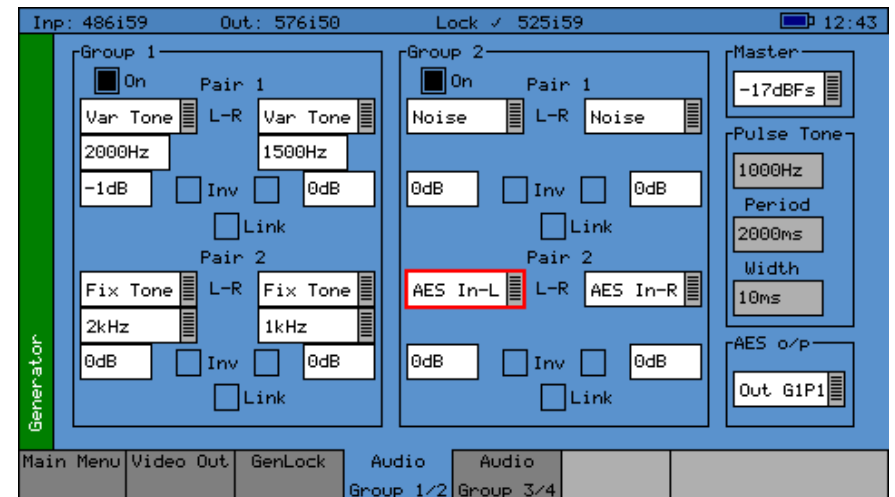 Inp: 486i59 Out: 576i50 Lock ✓ 525i59 12:43
Generator
Group 1
On
Pair 1
Var Tone L-R Var Tone
2000Hz 1500Hz
-1dB Inv 0dB
Link
Pair 2
Fix Tone L-R Fix Tone
2kHz 1kHz
0dB Inv 0dB
Link
Group 2
On
Pair 1
Noise L-R Noise
0dB Inv 0dB
Link
Pair 2
AES In-L L-R AES In-R
0dB Inv 0dB
Link
Master
-17dBFs
Pulse Tone
1000Hz
Period
2000ms
Width
10ms
AES o/p
Out G1P1
Main Menu Video Out GenLock Audio Group 1/2 Audio Group 3/4